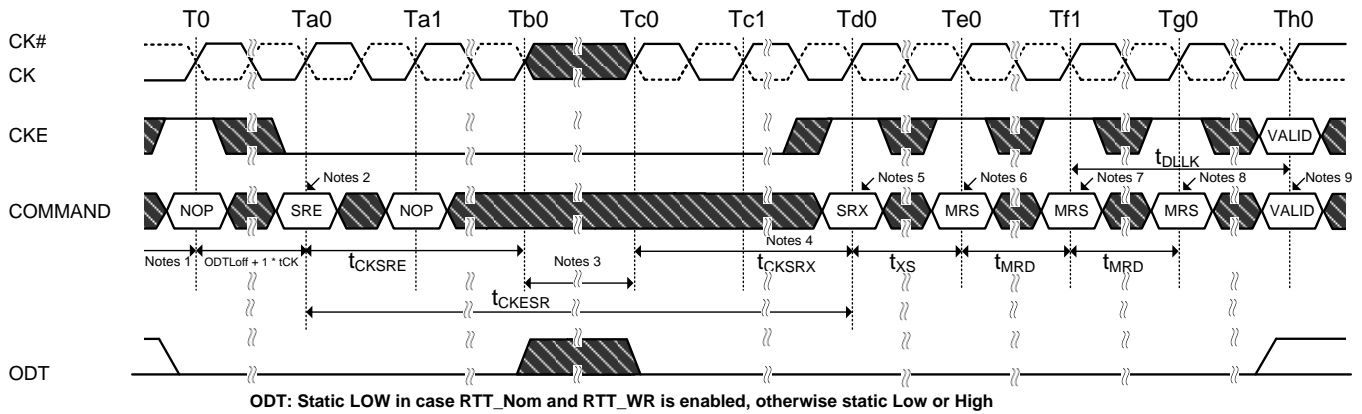 T0 Ta0 Ta1 Tb0 Tc0 Tc1 Td0 Te0 Tf1 Tg0 Th0
CK#
CK
CKE
VALID
tDLLK
Notes 2 Notes 5 Notes 6 Notes 7 Notes 8 Notes 9
COMMAND NOP SRE NOP SRX MRS MRS MRS VALID
Notes 1 ODTLoff + 1 * tCK tCKSRE Notes 3 Notes 4 tCKSRX tXS tMRD tMRD
tCKESR
ODT
ODT: Static LOW in case RTT_Nom and RTT_WR is enabled, otherwise static Low or High